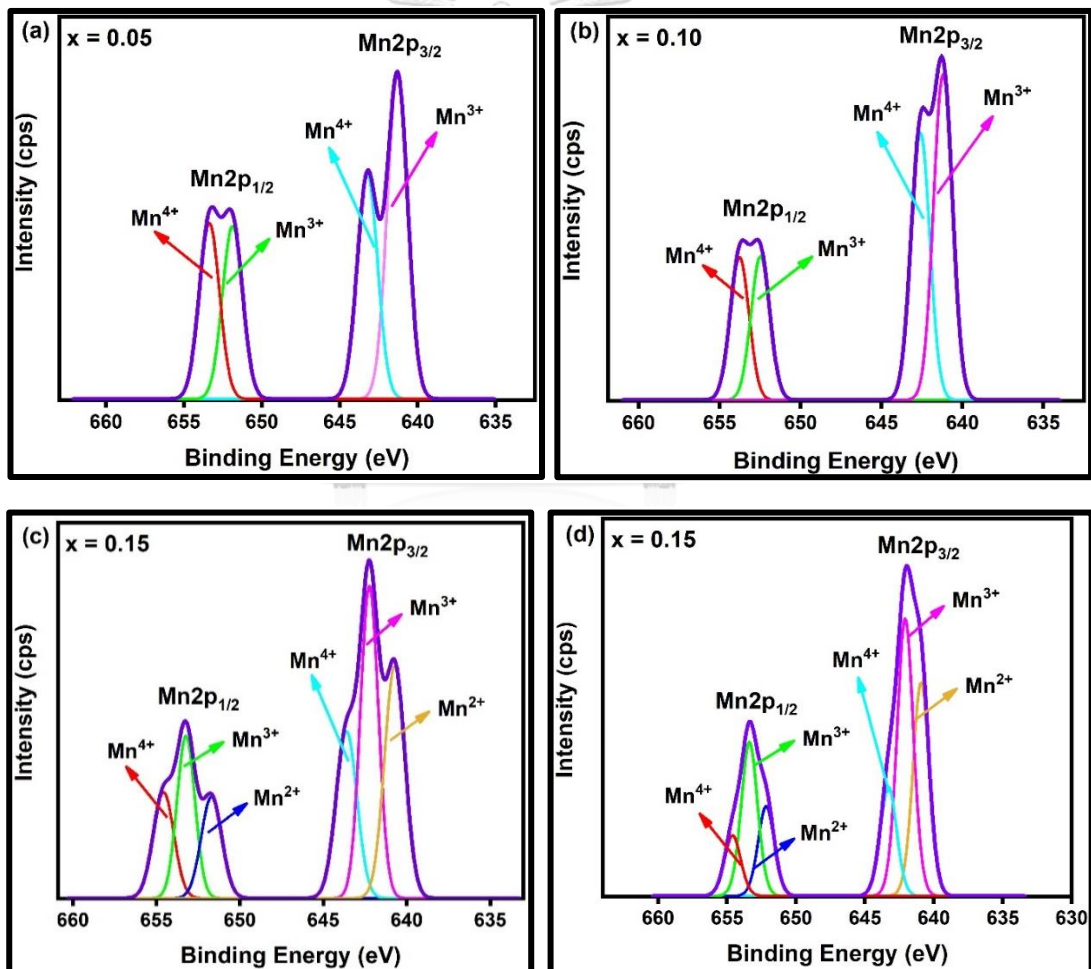 (a)
x = 0.05
Mn2p3/2
Mn4+
Mn3+
Mn2p1/2
Mn4+
Mn3+
Intensity (cps)
660 655 650 645 640 635
Binding Energy (eV)
(b)
x = 0.10
Mn2p3/2
Mn4+
Mn3+
Mn2p1/2
Mn4+
Mn3+
Intensity (cps)
660 655 650 645 640
Binding Energy (eV)
(c)
x = 0.15
Mn2p3/2
Mn3+
Mn4+
Mn2+
Mn2p1/2
Mn4+
Mn3+
Mn2+
Intensity (cps)
660 655 650 645 640 635
Binding Energy (eV)
(d)
x = 0.15
Mn2p3/2
Mn3+
Mn4+
Mn2+
Mn2p1/2
Mn3+
Mn4+
Mn2+
Intensity (cps)
660 655 650 645 640 635 630
Binding Energy (eV)